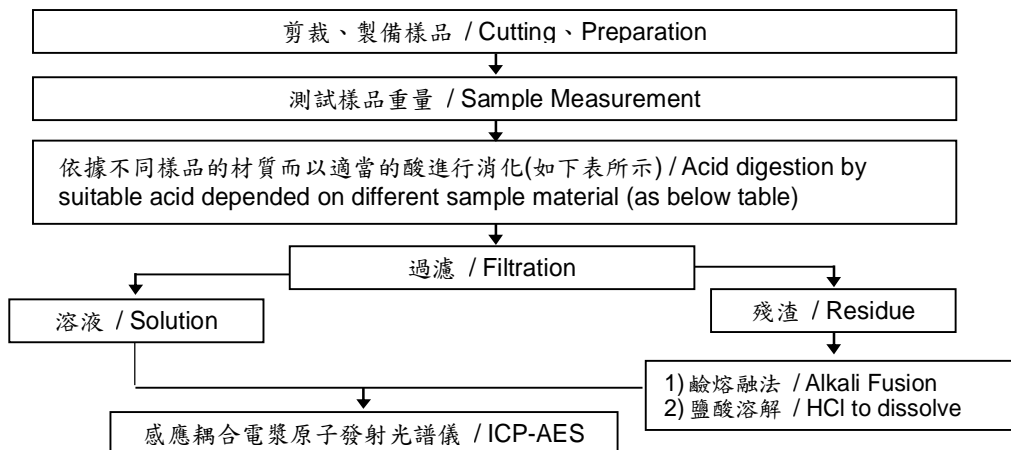 剪裁、製備樣品 / Cutting、Preparation
測試樣品重量 / Sample Measurement
依據不同樣品的材質而以適當的酸進行消化(如下表所示) / Acid digestion by
suitable acid depended on different sample material (as below table)
過濾 / Filtration
溶液 / Solution
殘渣 / Residue
1) 鹼熔融法 / Alkali Fusion
2) 鹽酸溶解 / HCl to dissolve
感應耦合電漿原子發射光譜儀 / ICP-AES